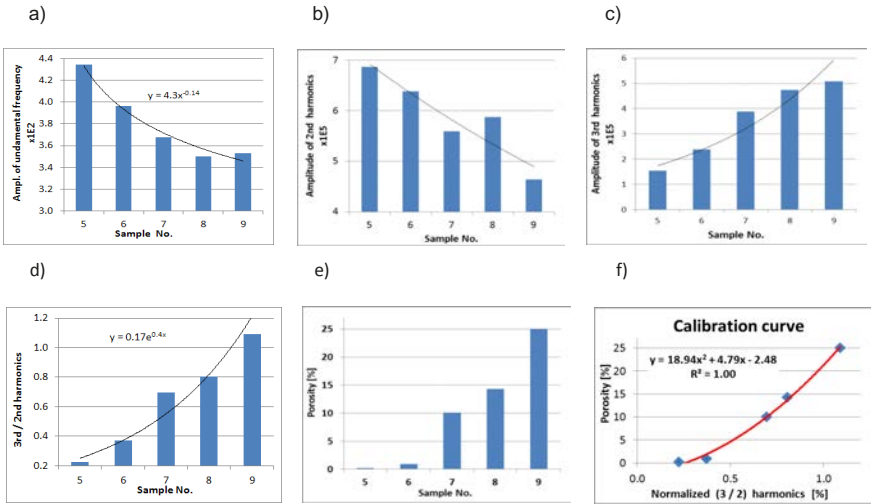 a)
Ampl. of undamental frequency
x1E2
4.4
4.2
4.0
3.8
3.6
3.4
3.2
3.0
y = 4.3x-0.14
5 6 7 8 9
Sample No.
b)
Amplitude of 2nd harmonics
x1E5
7
6
5
4
5 6 7 8 9
Sample No.
c)
Amplitude of 3rd harmonics
x1E5
6
5
4
3
2
1
0
5 6 7 8 9
Sample No.
d)
3rd / 2nd harmonics
1.2
1.0
0.8
0.6
0.4
0.2
y = 0.17e0.4x
5 6 7 8 9
Sample No.
e)
Porosity [%]
25
20
15
10
5
0
5 6 7 8 9
Sample No.
f)
Calibration curve
y = 18.94x² + 4.79x - 2.48
R² = 1.00
Porosity [%]
25
20
15
10
5
0
0.0 0.5 1.0
Normalized (3 / 2) harmonics [%]